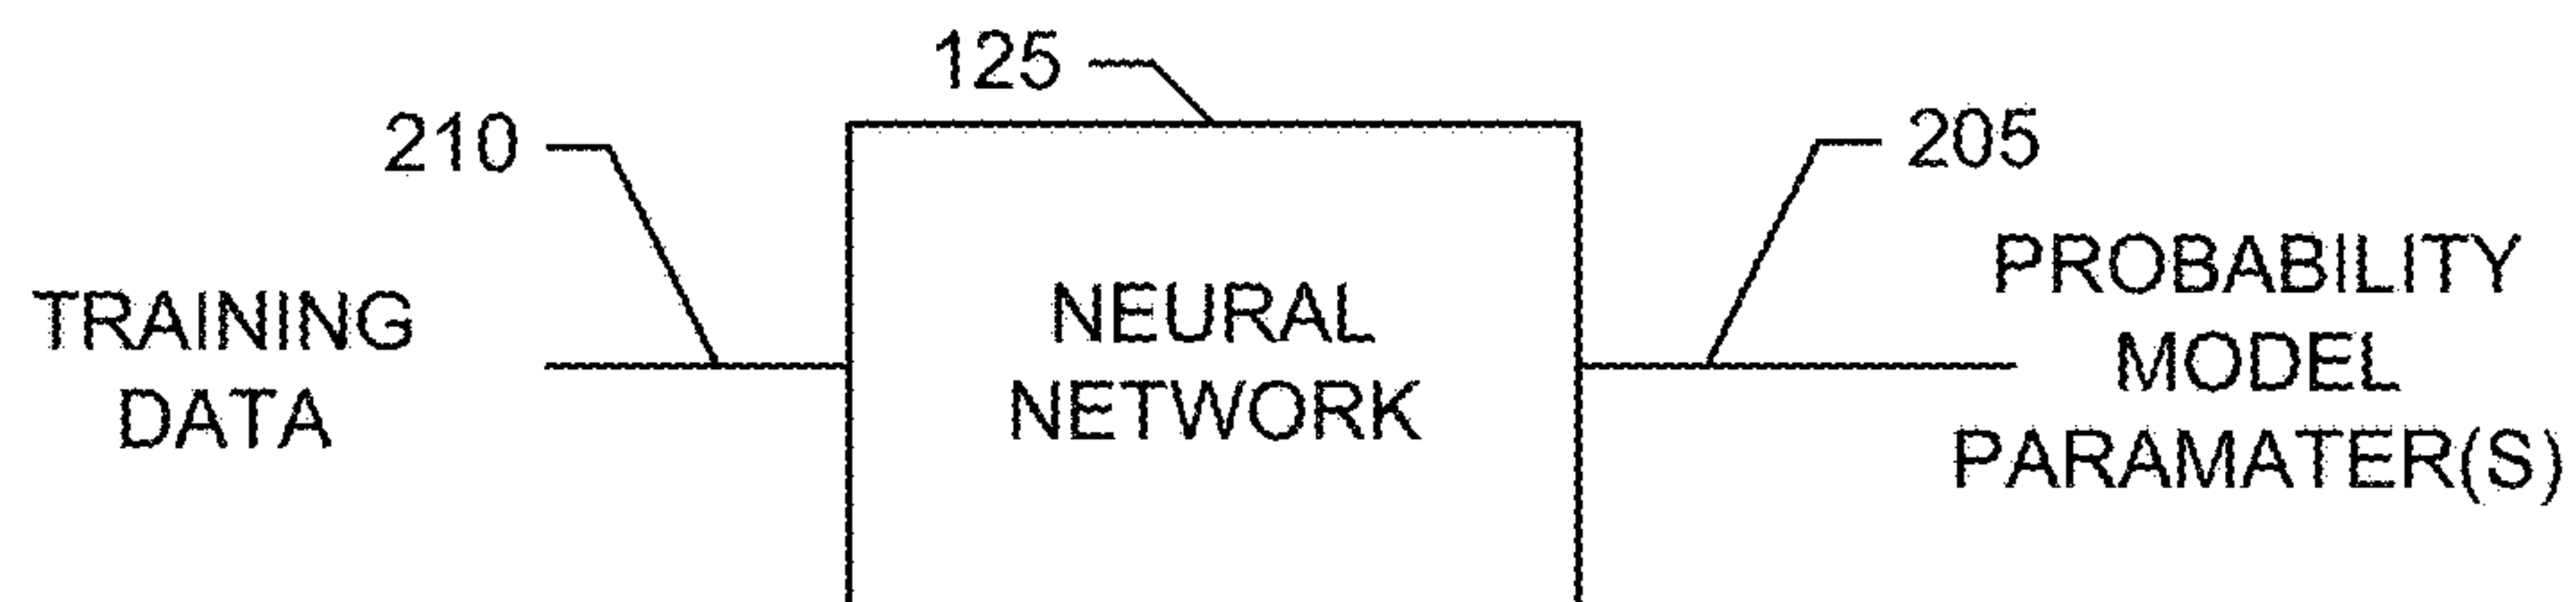 125
210
205
TRAINING
DATA
NEURAL
NETWORK
PROBABILITY
MODEL
PARAMATER(S)